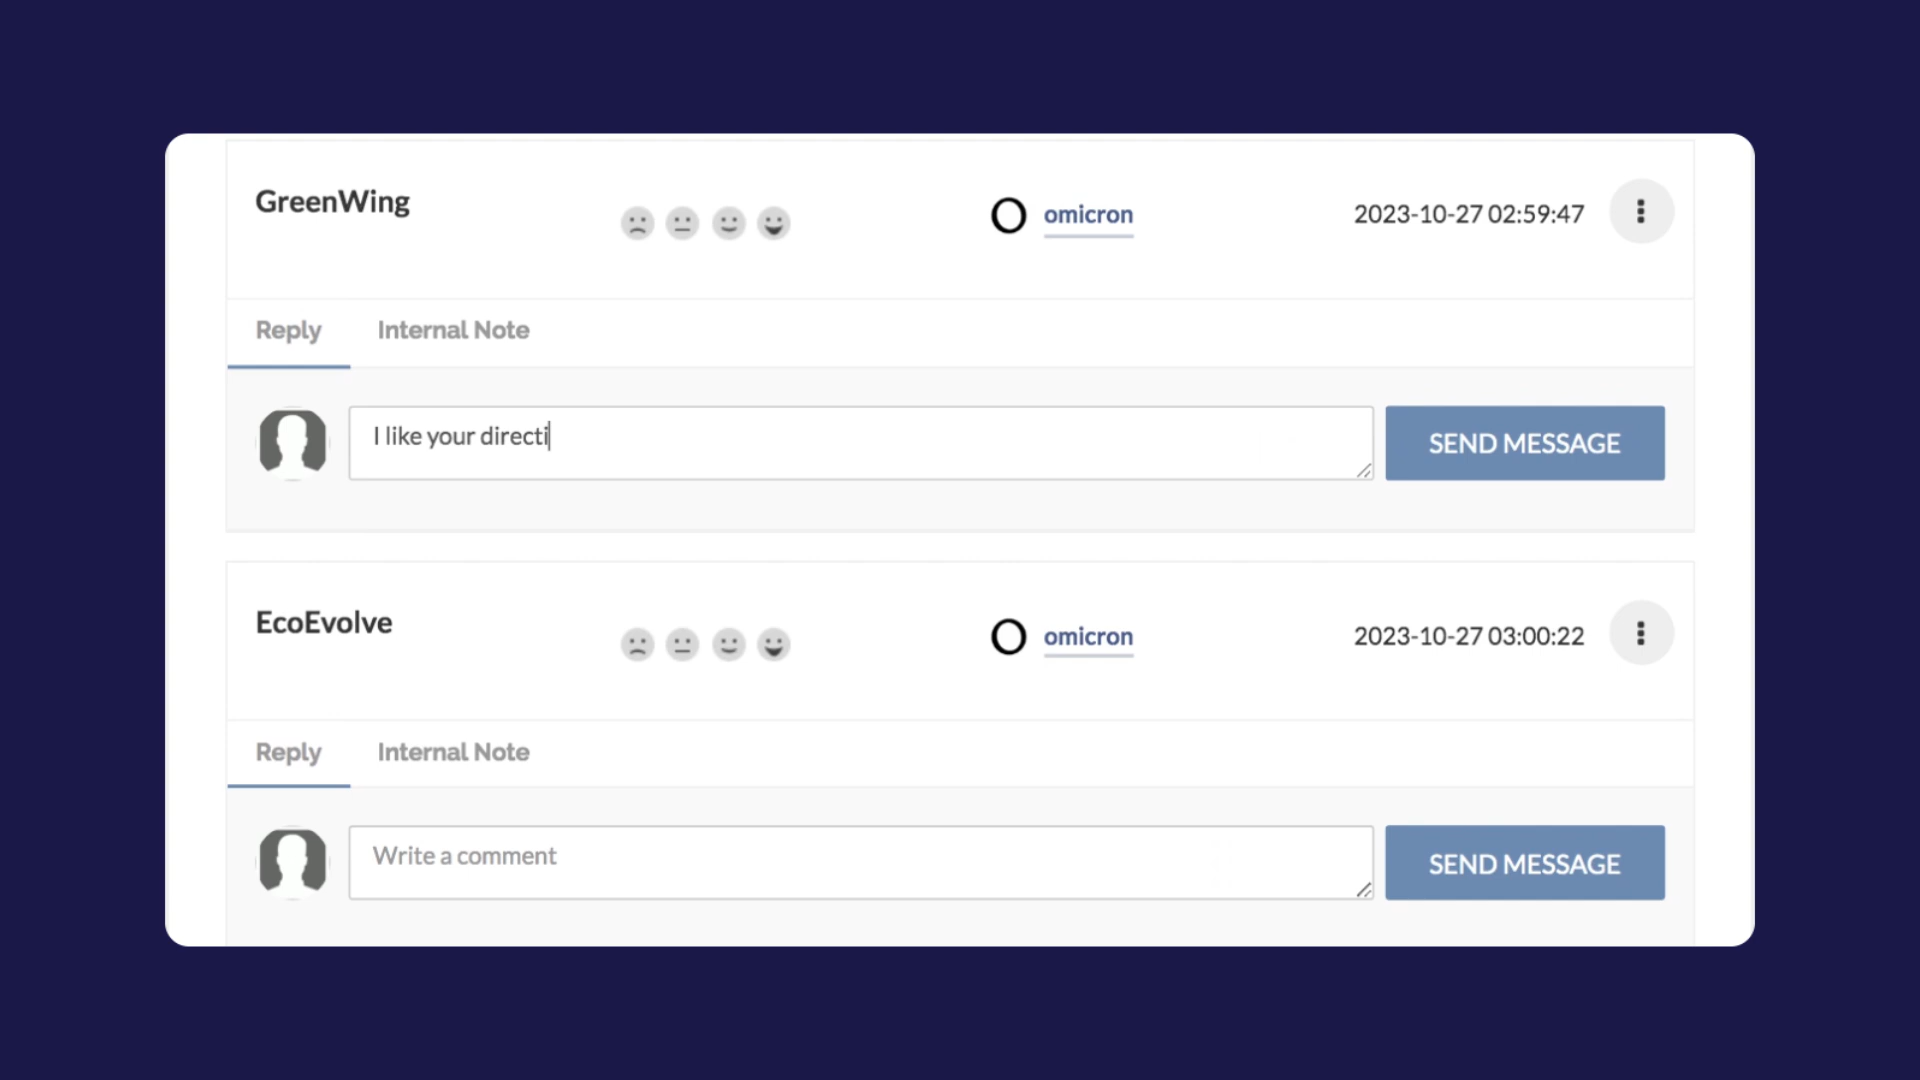 GreenWing
omicron
2023-10-27 02:59:47
Reply
Internal Note
I like your directi
SEND MESSAGE
EcoEvolve
omicron
2023-10-27 03:00:22
Reply
Internal Note
Write a comment
SEND MESSAGE